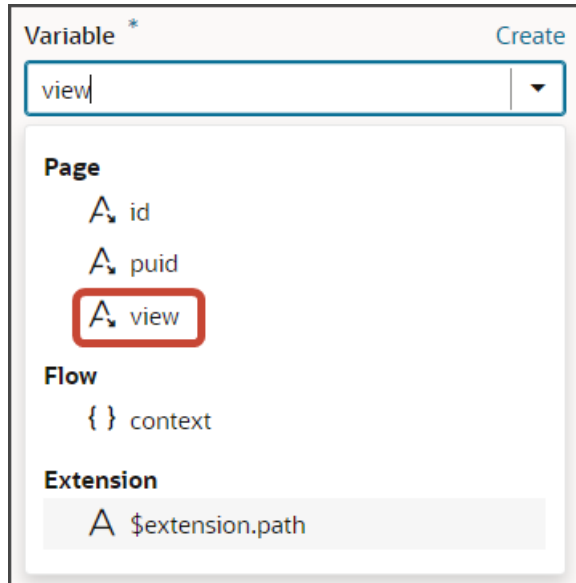 Variable * Create
view
Page
id
puid
view
Flow
{ } context
Extension
$extension.path